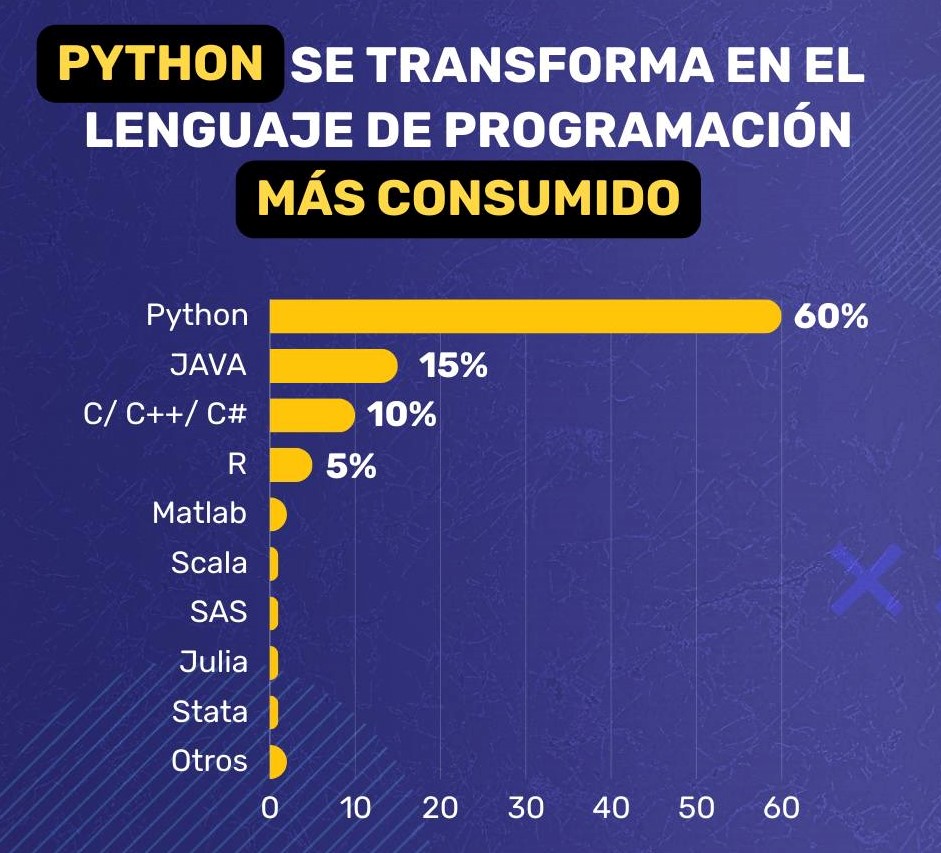 PYTHON SE TRANSFORMA EN EL
LENGUAJE DE PROGRAMACIÓN
MÁS CONSUMIDO
Python 60%
JAVA 15%
C/ C++/ C# 10%
R 5%
Matlab
Scala
SAS
Julia
Stata
Otros
0 10 20 30 40 50 60